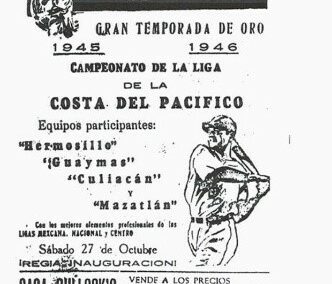 GRAN TEMPORADA DE ORO
1945 1946
CAMPEONATO DE LA LIGA
DE LA
COSTA DEL PACIFICO
Equipos participantes:
"Hermosillo"
"Guaymas"
"Culiacán"
Y
"Mazatlán"
Con los mejores elementos profesionales de las
LIGAS MEXICANA, NACIONAL y CENTRO
Sábado 27 de Octubre
¡REGIA INAUGURACION!
VENDE A LOS PRECIOS